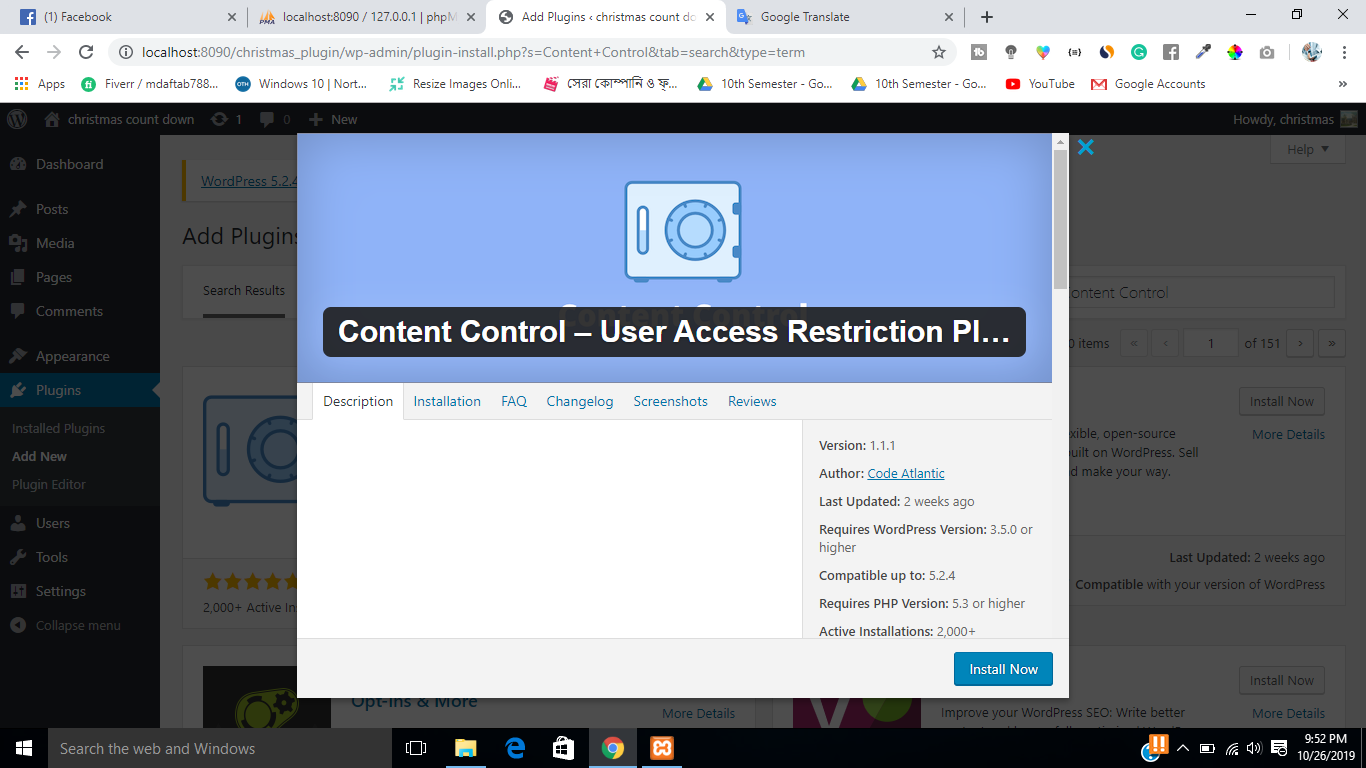 (1) Facebook
localhost:8090 / 127.0.0.1 | phpM
Add Plugins ‹ christmas count do
Google Translate
localhost:8090/christmas_plugin/wp-admin/plugin-install.php?s=Content+Control&tab=search&type=term
Apps
Fiverr / mdaftab788...
Windows 10 | Nort...
Resize Images Onli...
সেরা কোম্পানি ও ফ্...
10th Semester - Go...
10th Semester - Go...
YouTube
Google Accounts
christmas count down
1
0
New
Howdy, christmas
Dashboard
Posts
Media
Pages
Comments
Appearance
Plugins
Installed Plugins
Add New
Plugin Editor
Users
Tools
Settings
Collapse menu
Help
WordPress 5.2.4
Add Plugins
Search Results
ontent Control
0 items « ‹ 1 of 151 › »
Content Control
Content Control – User Access Restriction Pl…
Description
Installation
FAQ
Changelog
Screenshots
Reviews
Version: 1.1.1
Author: Code Atlantic
Last Updated: 2 weeks ago
Requires WordPress Version: 3.5.0 or
higher
Compatible up to: 5.2.4
Requires PHP Version: 5.3 or higher
Active Installations: 2,000+
Install Now
Install Now
More Details
xible, open-source
uilt on WordPress. Sell
d make your way.
Last Updated: 2 weeks ago
Compatible with your version of WordPress
2,000+ Active In
Opt-ins & More
More Details
Install Now
More Details
Improve your WordPress SEO: Write better
Search the web and Windows
9:52 PM
10/26/2019